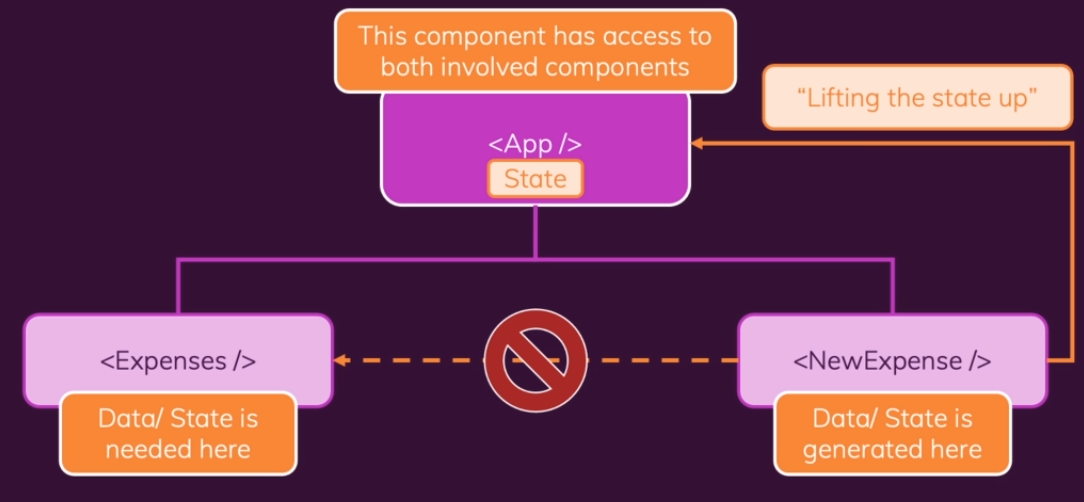 This component has access to
both involved components
“Lifting the state up”
<App />
State
<Expenses />
<NewExpense />
Data/ State is
needed here
Data/ State is
generated here